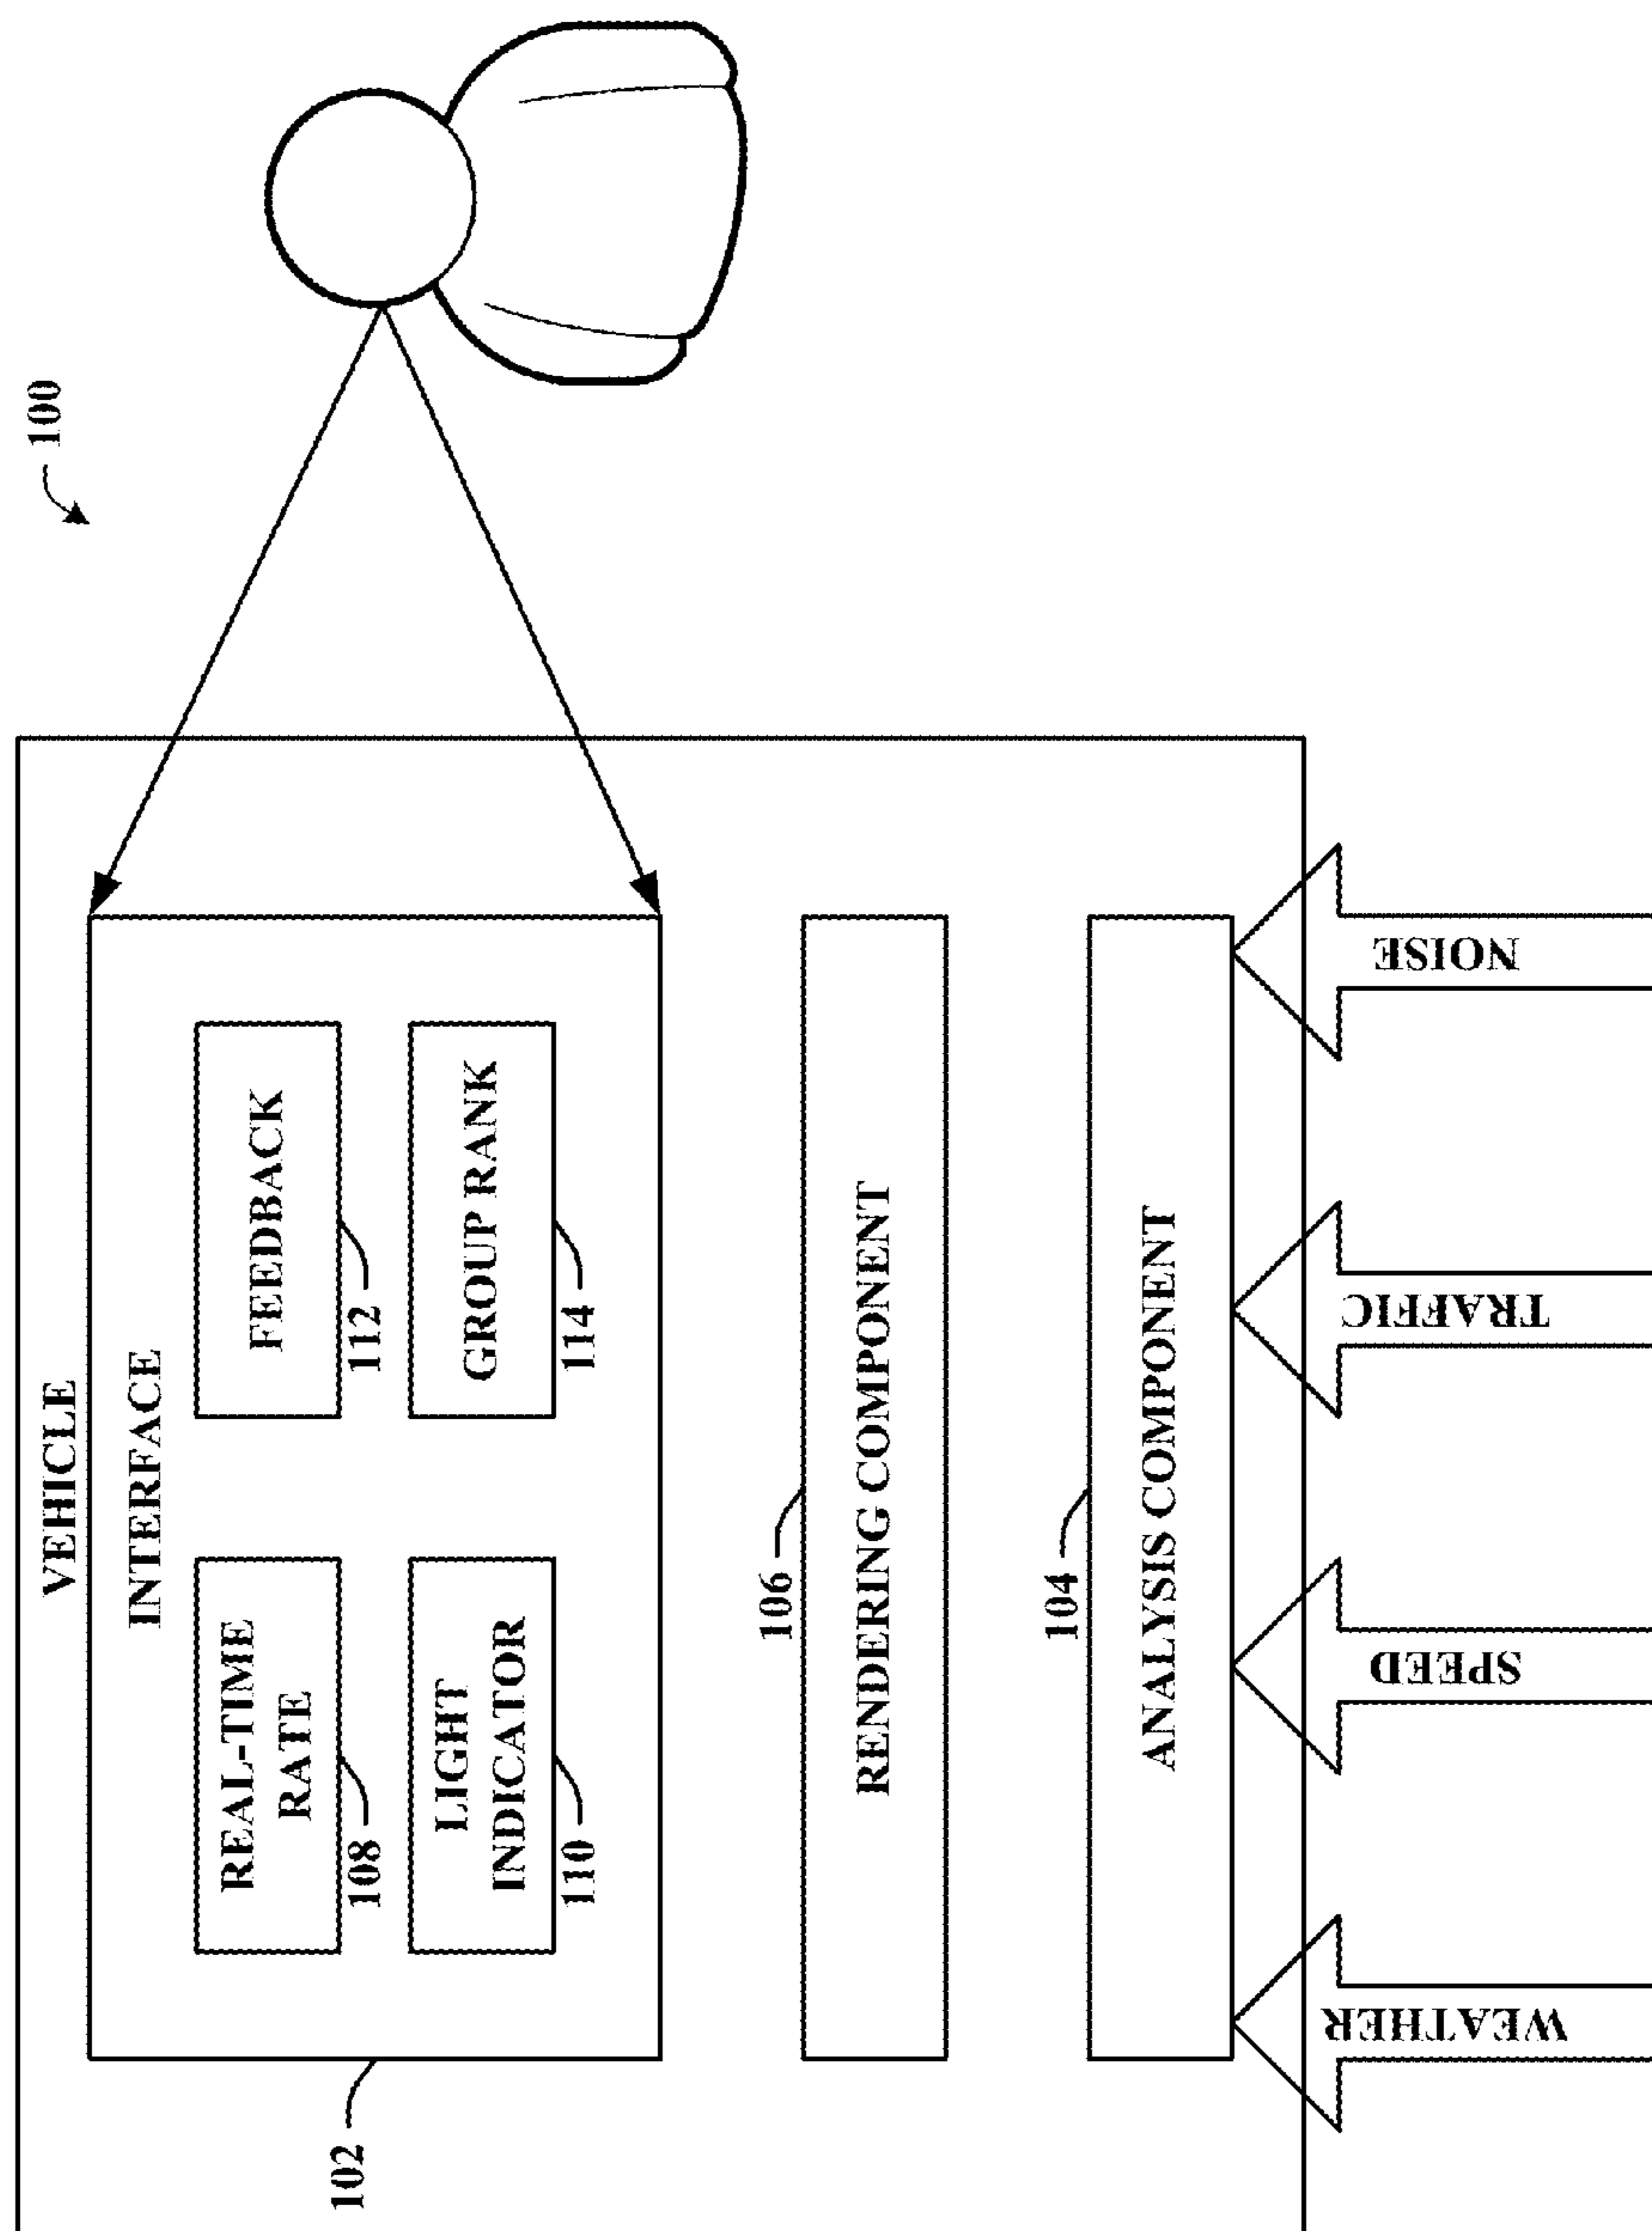 100
VEHICLE
INTERFACE
REAL-TIME
RATE
108
FEEDBACK
112
LIGHT
INDICATOR
110
GROUP RANK
114
102
106
RENDERING COMPONENT
104
ANALYSIS COMPONENT
WEATHER
SPEED
TRAFFIC
NOISE